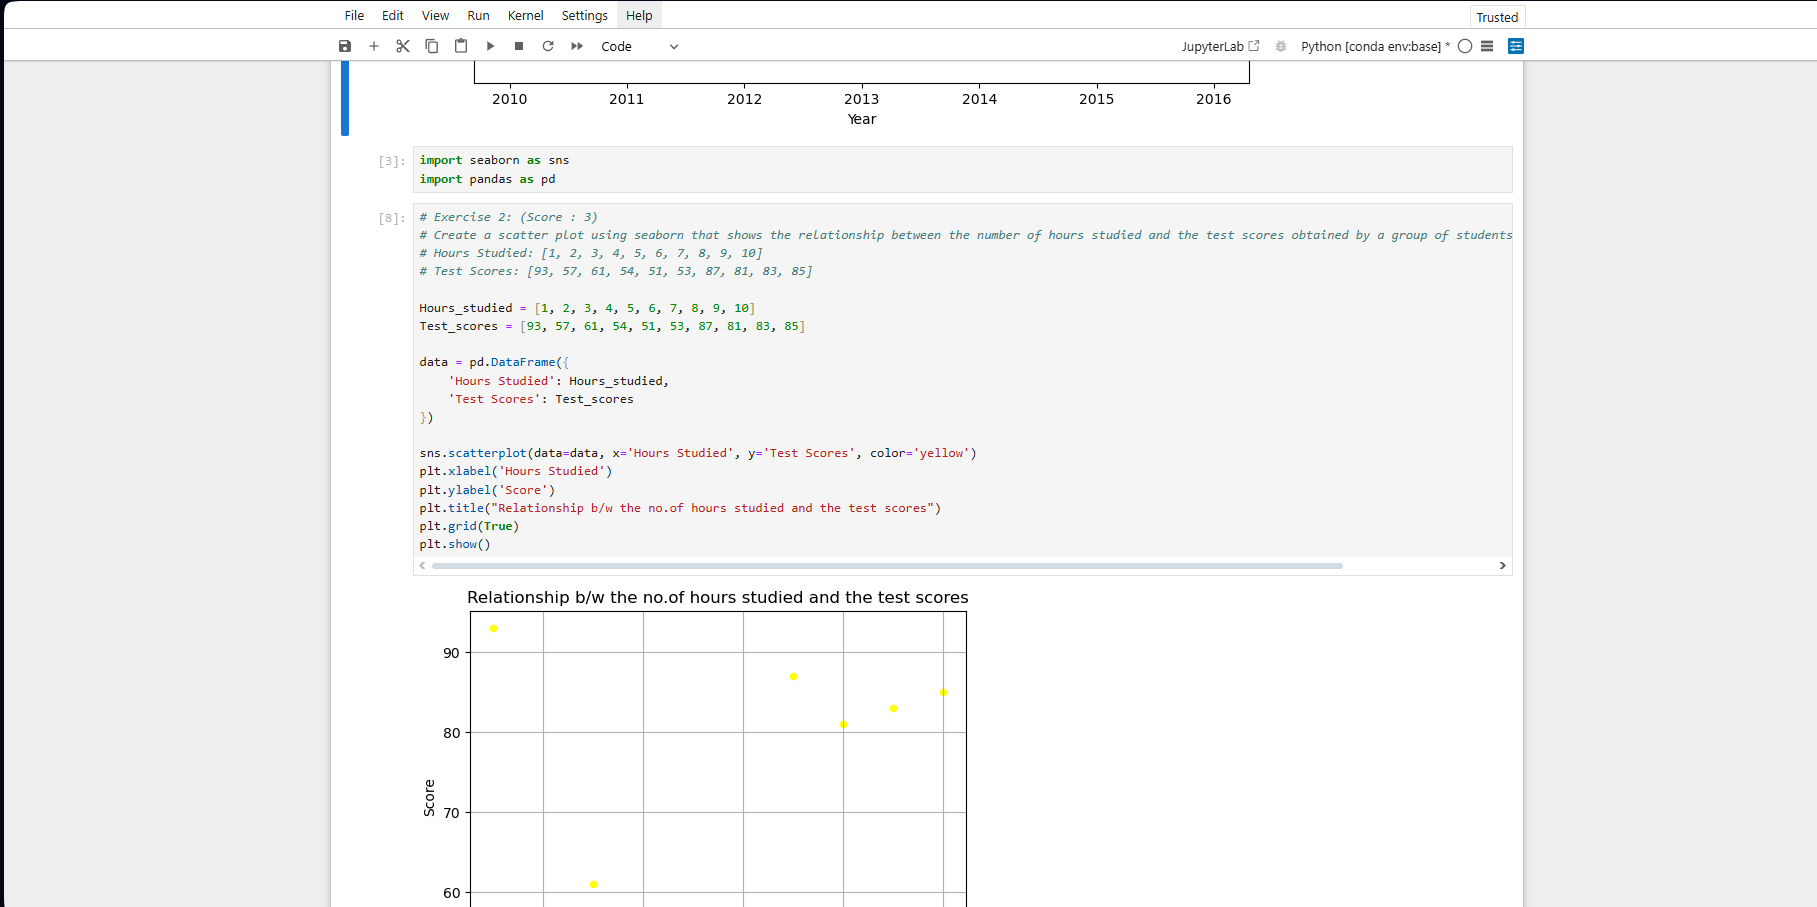 File Edit View Run Kernel Settings Help Trusted
Code JupyterLab Python [conda env:base] *
2010 2011 2012 2013 2014 2015 2016
Year
[3]: import seaborn as sns
import pandas as pd
[8]: # Exercise 2: (Score : 3)
# Create a scatter plot using seaborn that shows the relationship between the number of hours studied and the test scores obtained by a group of students
# Hours Studied: [1, 2, 3, 4, 5, 6, 7, 8, 9, 10]
# Test Scores: [93, 57, 61, 54, 51, 53, 87, 81, 83, 85]
Hours_studied = [1, 2, 3, 4, 5, 6, 7, 8, 9, 10]
Test_scores = [93, 57, 61, 54, 51, 53, 87, 81, 83, 85]
data = pd.DataFrame({
    'Hours Studied': Hours_studied,
    'Test Scores': Test_scores
})
sns.scatterplot(data=data, x='Hours Studied', y='Test Scores', color='yellow')
plt.xlabel('Hours Studied')
plt.ylabel('Score')
plt.title("Relationship b/w the no.of hours studied and the test scores")
plt.grid(True)
plt.show()
Relationship b/w the no.of hours studied and the test scores
90
80
Score
70
60